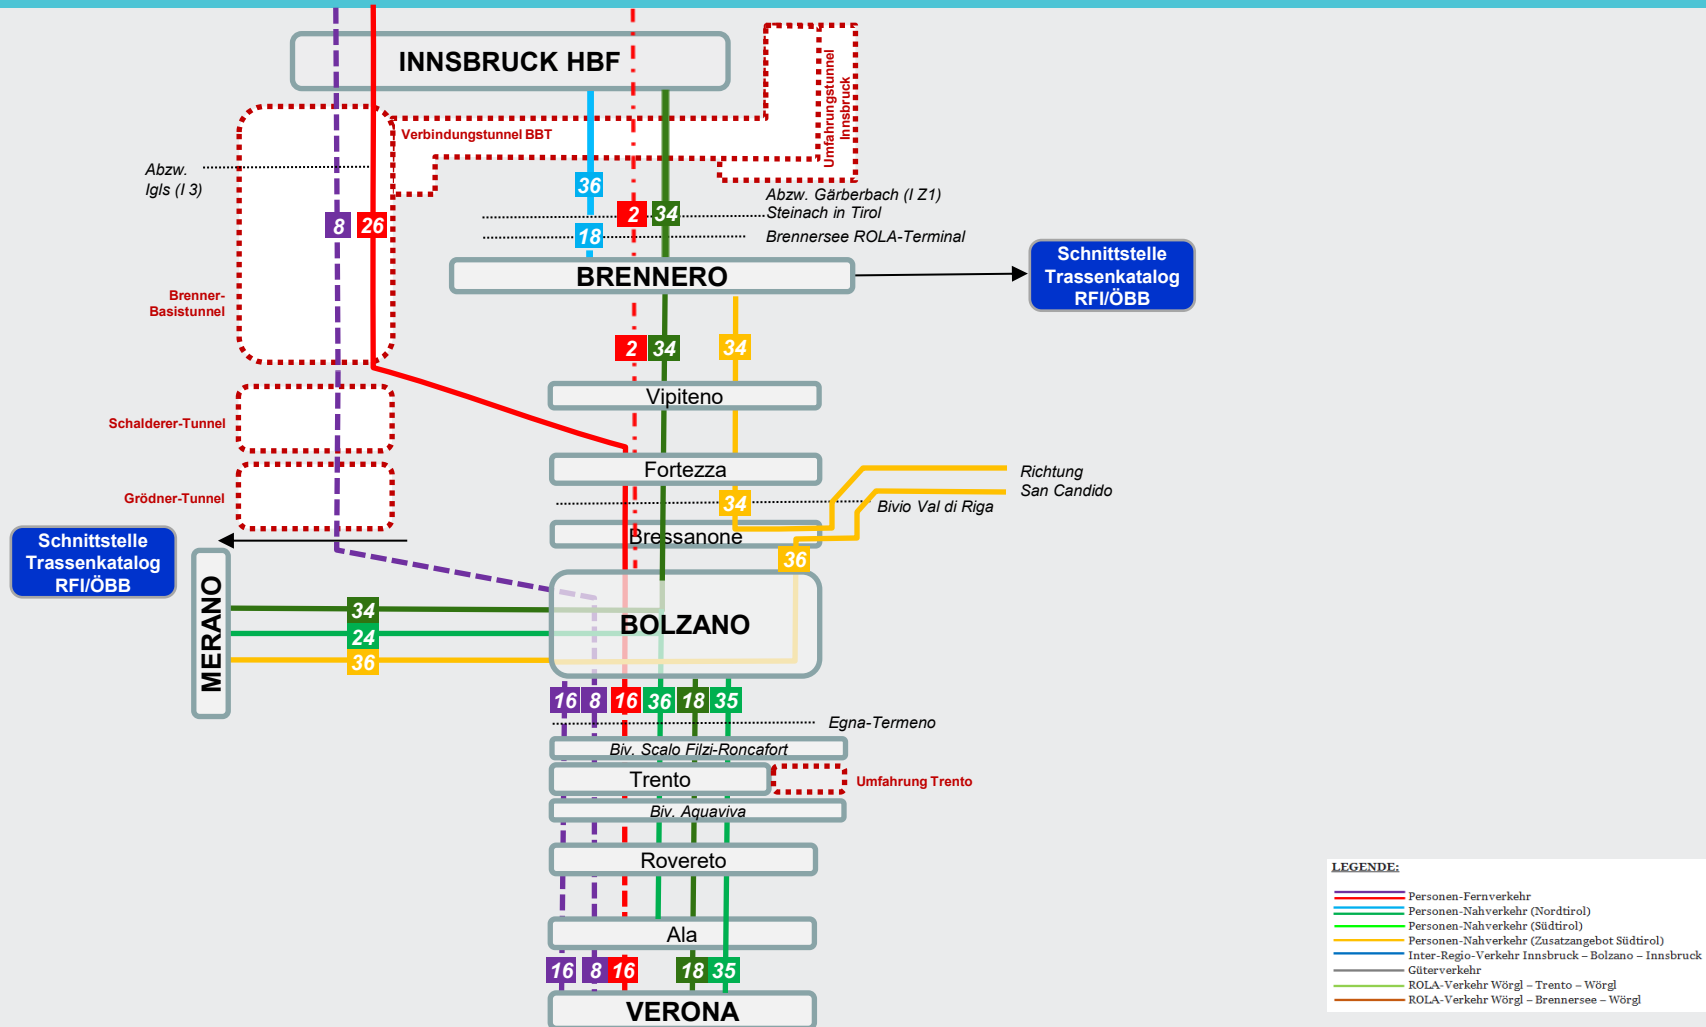 INNSBRUCK HBF
Umfahrungstunnel
Innsbruck
Verbindungstunnel BBT
Abzw.
Igls (I 3)
36
Abzw. Gärberbach (I Z1)
8 26
2 34
Steinach in Tirol
18
Brennersee ROLA-Terminal
Schnittstelle
Trassenkatalog
RFI/ÖBB
BRENNERO
Brenner-
Basistunnel
2 34 34
Vipiteno
Schalderer-Tunnel
Fortezza
Richtung
San Candido
Grödner-Tunnel
34
Bivio Val di Riga
Bressanone
Schnittstelle
Trassenkatalog
RFI/ÖBB
36
MERANO
34
24
36
BOLZANO
16 8 16 36 18 35
Egna-Termeno
Biv. Scalo Filzi-Roncafort
Trento
Umfahrung Trento
Biv. Aquaviva
Rovereto
Ala
16 8 16 18 35
VERONA
LEGENDE:
Personen-Fernverkehr
Personen-Nahverkehr (Nordtirol)
Personen-Nahverkehr (Südtirol)
Personen-Nahverkehr (Zusatzangebot Südtirol)
Inter-Regio-Verkehr Innsbruck – Bolzano – Innsbruck
Güterverkehr
ROLA-Verkehr Wörgl – Trento – Wörgl
ROLA-Verkehr Wörgl – Brennersee – Wörgl